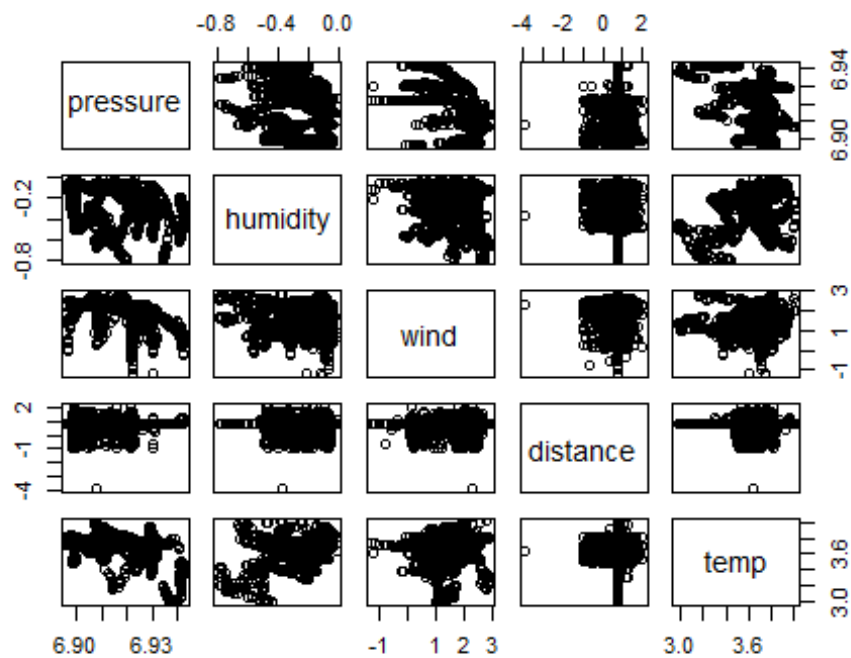 -0.8 -0.4 0.0 -4 -2 0 2
pressure 6.90 6.94
-0.8 -0.2 humidity
wind -1 1 3
-4 -1 2 distance
temp 3.0 3.6
6.90 6.93 -1 1 2 3 3.0 3.6